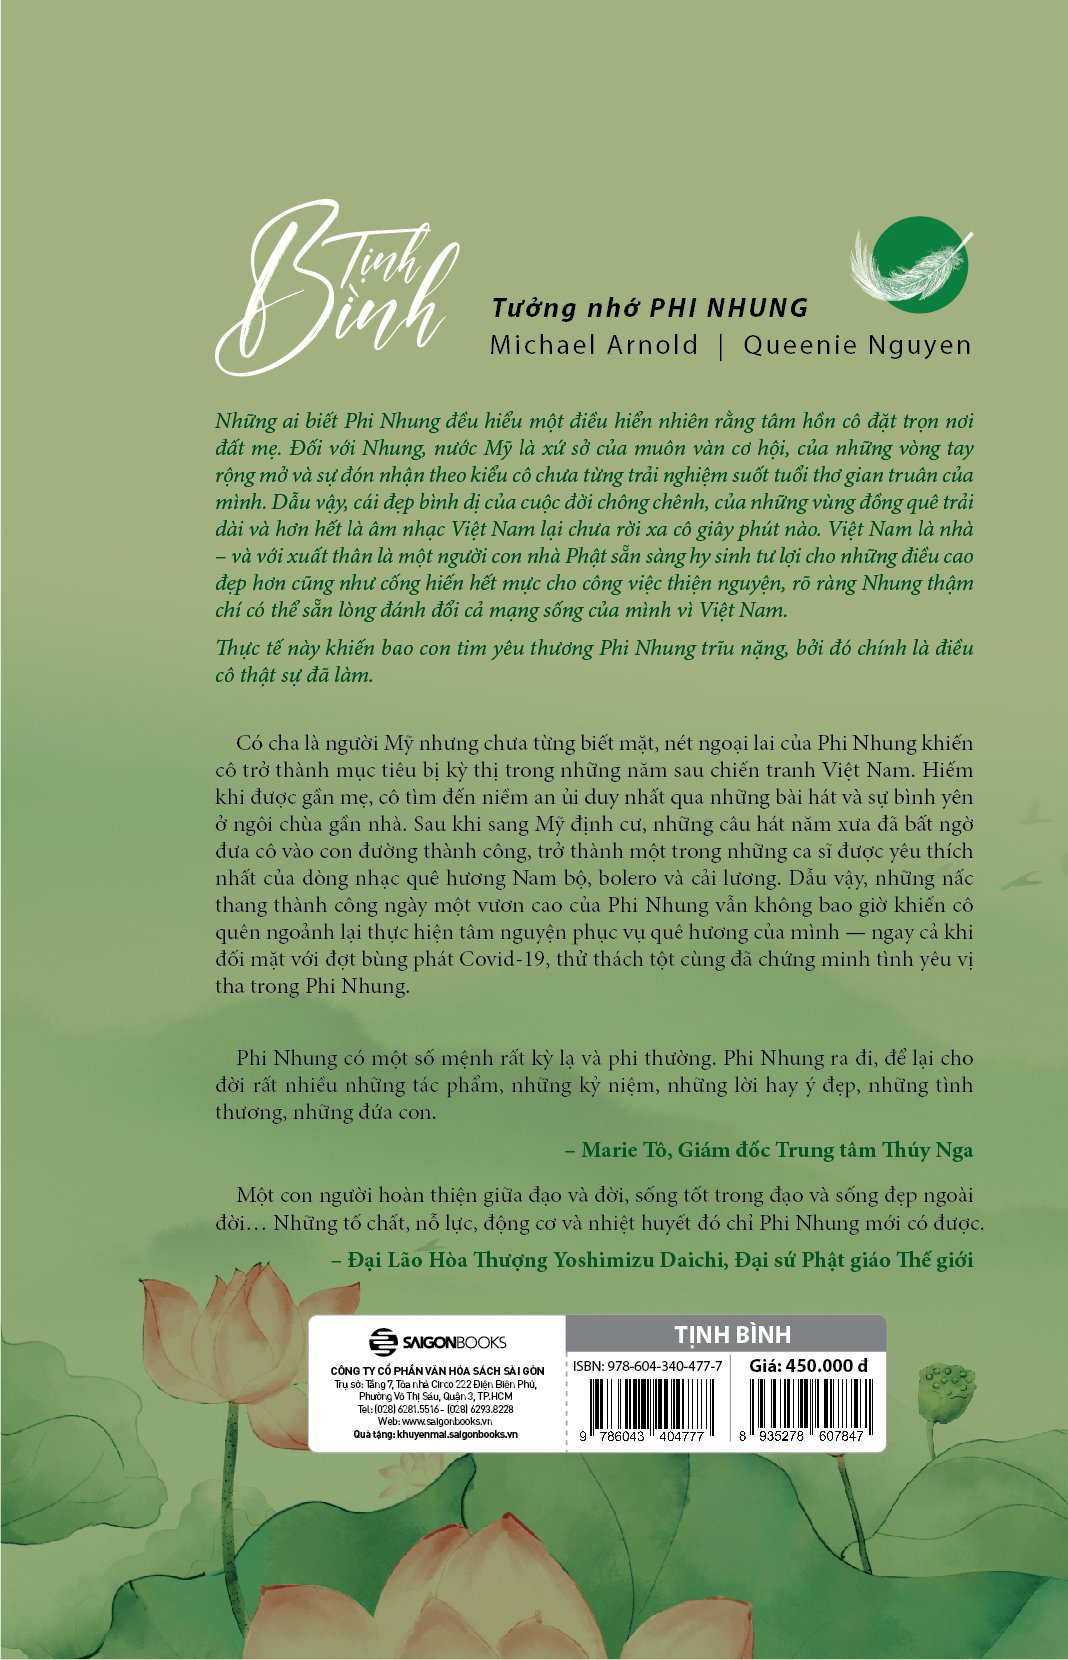 Tịnh
Bình
Tưởng nhớ PHI NHUNG
Michael Arnold | Queenie Nguyen
Những ai biết Phi Nhung đều hiểu một điều hiển nhiên rằng tâm hồn cô đặt trọn nơi
đất mẹ. Đối với Nhung, nước Mỹ là xứ sở của muôn vàn cơ hội, của những vòng tay
rộng mở và sự đón nhận theo kiểu cô chưa từng trải nghiệm suốt tuổi thơ gian truân của
mình. Dẫu vậy, cái đẹp bình dị của cuộc đời chông chênh, của những vùng đồng quê trải
dài và hơn hết là âm nhạc Việt Nam lại chưa rời xa cô giây phút nào. Việt Nam là nhà
– và với xuất thân là một người con nhà Phật sẵn sàng hy sinh tư lợi cho những điều cao
đẹp hơn cũng như cống hiến hết mực cho công việc thiện nguyện, rõ ràng Nhung thậm
chí có thể sẵn lòng đánh đổi cả mạng sống của mình vì Việt Nam.
Thực tế này khiến bao con tim yêu thương Phi Nhung trĩu nặng, bởi đó chính là điều
cô thật sự đã làm.
Có cha là người Mỹ nhưng chưa từng biết mặt, nét ngoại lai của Phi Nhung khiến
cô trở thành mục tiêu bị kỳ thị trong những năm sau chiến tranh Việt Nam. Hiếm
khi được gần mẹ, cô tìm đến niềm an ủi duy nhất qua những bài hát và sự bình yên
ở ngôi chùa gần nhà. Sau khi sang Mỹ định cư, những câu hát năm xưa đã bất ngờ
đưa cô vào con đường thành công, trở thành một trong những ca sĩ được yêu thích
nhất của dòng nhạc quê hương Nam bộ, bolero và cải lương. Dẫu vậy, những nấc
thang thành công ngày một vươn cao của Phi Nhung vẫn không bao giờ khiến cô
quên ngoảnh lại thực hiện tâm nguyện phục vụ quê hương của mình — ngay cả khi
đối mặt với đợt bùng phát Covid-19, thử thách tột cùng đã chứng minh tình yêu vị
tha trong Phi Nhung.
Phi Nhung có một số mệnh rất kỳ lạ và phi thường. Phi Nhung ra đi, để lại cho
đời rất nhiều những tác phẩm, những kỷ niệm, những lời hay ý đẹp, những tình
thương, những đứa con.
– Marie Tô, Giám đốc Trung tâm Thúy Nga
Một con người hoàn thiện giữa đạo và đời, sống tốt trong đạo và sống đẹp ngoài
đời… Những tố chất, nỗ lực, động cơ và nhiệt huyết đó chỉ Phi Nhung mới có được.
– Đại Lão Hòa Thượng Yoshimizu Daichi, Đại sứ Phật giáo Thế giới
SAIGONBOOKS
CÔNG TY CỔ PHẦN VĂN HÓA SÁCH SÀI GÒN
Trụ sở: Tầng 7, Tòa nhà Circo 222 Điện Biên Phủ,
Phường Võ Thị Sáu, Quận 3, TP.HCM
Tel: (028) 6281.5516 - (028) 6293.8228
Web: www.saigonbooks.vn
Quà tặng: khuyenmai.saigonbooks.vn
TỊNH BÌNH
ISBN: 978-604-340-477-7
9 786043 404777
Giá: 450.000 đ
8 935278 607847